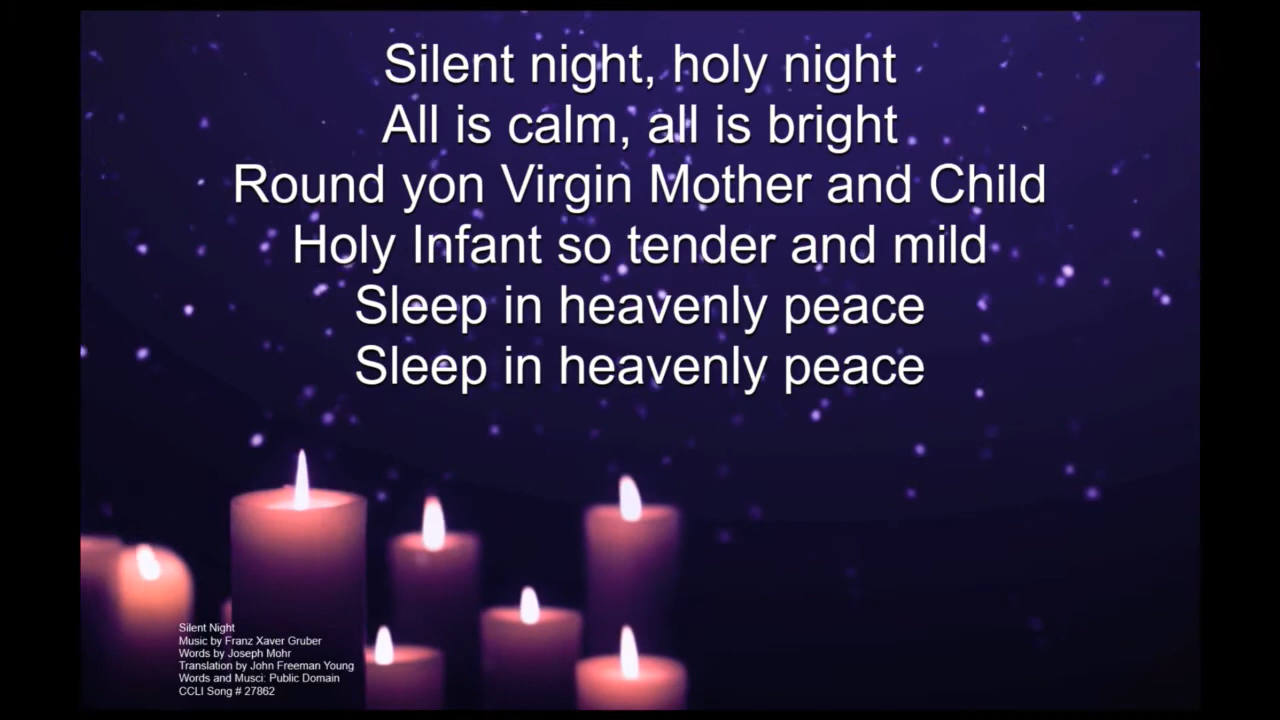 Silent night, holy night
All is calm, all is bright
Round yon Virgin Mother and Child
Holy Infant so tender and mild
Sleep in heavenly peace
Sleep in heavenly peace
Silent Night
Music by Franz Xaver Gruber
Words by Joseph Mohr
Translation by John Freeman Young
Words and Musci: Public Domain
CCLI Song # 27862